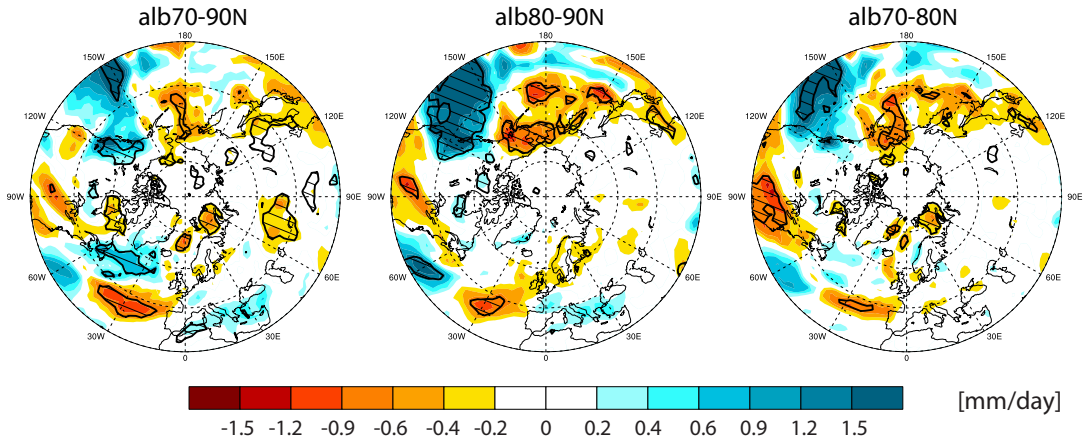 alb70-90N alb80-90N alb70-80N
180 180 180
150W 150E 150W 150E 150W 150E
120W 120E 120W 120E 120W 120E
90W 90E 90W 90E 90W 90E
60W 60E 60W 60E 60W 60E
30W 30E 30W 30E 30W 30E
0 0 0
[mm/day]
-1.5 -1.2 -0.9 -0.6 -0.4 -0.2 0 0.2 0.4 0.6 0.9 1.2 1.5